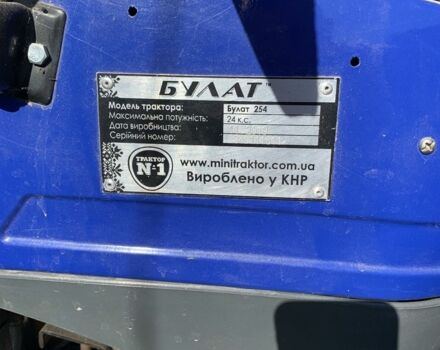 БУЛАТ
Модель трактора: Булат 254
Максимальна потужність: 24 к.с.
Дата виробництва:
Серійний номер:
ТРАКТОР №1
www.minitraktor.com.ua
Вироблено у КНР